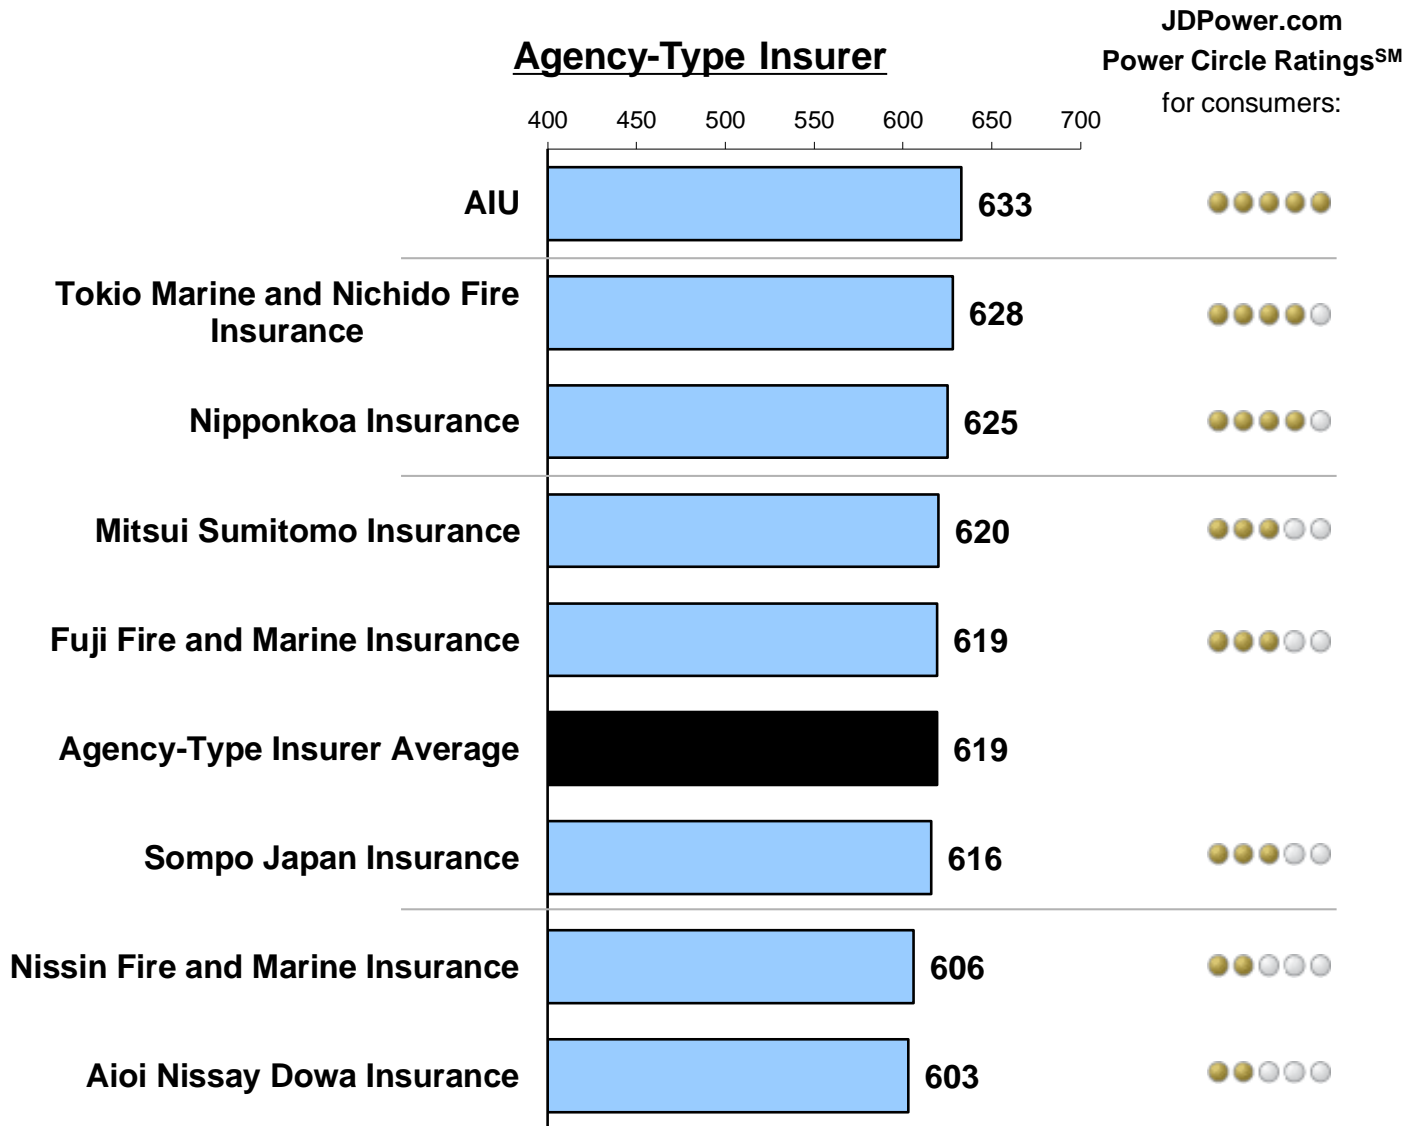 JDPower.com
Agency-Type Insurer
Power Circle RatingsSM
for consumers:
400 450 500 550 600 650 700
AIU 633
Tokio Marine and Nichido Fire
Insurance
628
Nipponkoa Insurance 625
Mitsui Sumitomo Insurance 620
Fuji Fire and Marine Insurance 619
Agency-Type Insurer Average 619
Sompo Japan Insurance 616
Nissin Fire and Marine Insurance 606
Aioi Nissay Dowa Insurance 603